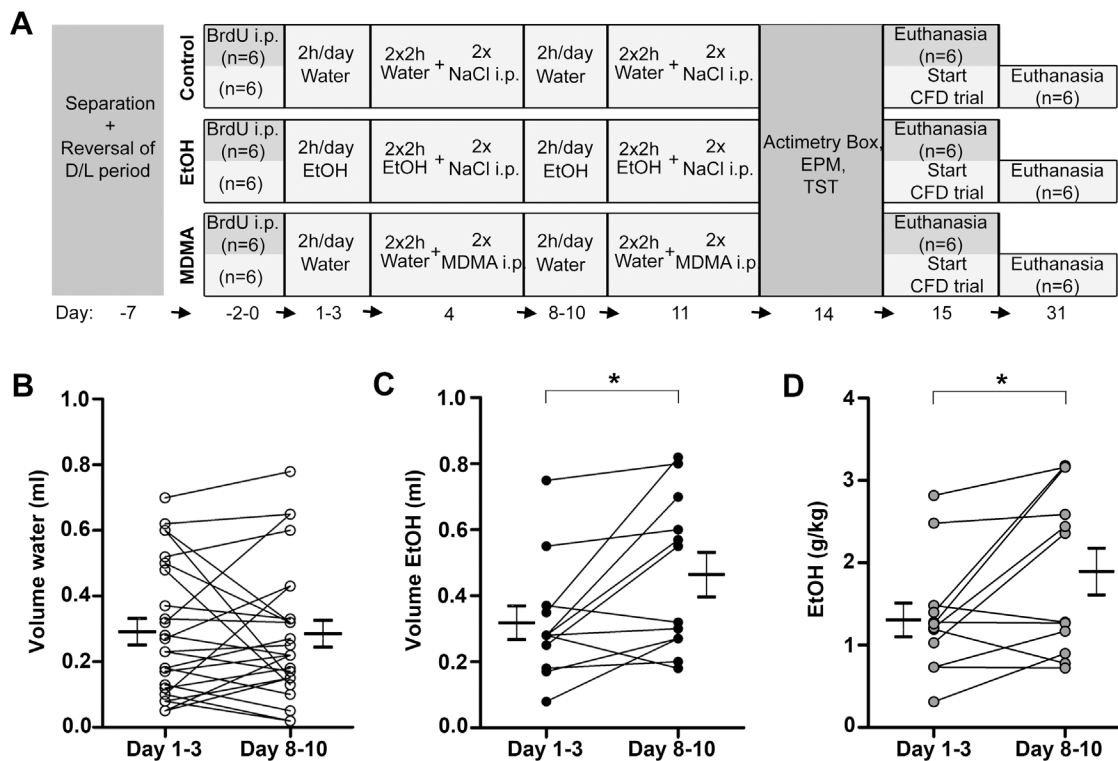 A
Separation
+
Reversal of
D/L period
Control
BrdU i.p.
(n=6)
(n=6)
2h/day
Water
2x2h
Water
+
2x
NaCl i.p.
2h/day
Water
2x2h
Water
+
2x
NaCl i.p.
Euthanasia
(n=6)
Start
CFD trial
Euthanasia
(n=6)
EtOH
BrdU i.p.
(n=6)
(n=6)
2h/day
EtOH
2x2h
EtOH
+
2x
NaCl i.p.
2h/day
EtOH
2x2h
EtOH
+
2x
NaCl i.p.
Actimetry Box,
EPM,
TST
Euthanasia
(n=6)
Start
CFD trial
Euthanasia
(n=6)
MDMA
BrdU i.p.
(n=6)
(n=6)
2h/day
Water
2x2h
Water
+
2x
MDMA i.p.
2h/day
Water
2x2h
Water
+
2x
MDMA i.p.
Euthanasia
(n=6)
Start
CFD trial
Euthanasia
(n=6)
Day: -7 -2-0 1-3 4 8-10 11 14 15 31
B
Volume water (ml)
1.0
0.8
0.6
0.4
0.2
0.0
Day 1-3 Day 8-10
C
*
Volume EtOH (ml)
1.0
0.8
0.6
0.4
0.2
0.0
Day 1-3 Day 8-10
D
*
EtOH (g/kg)
4
3
2
1
0
Day 1-3 Day 8-10